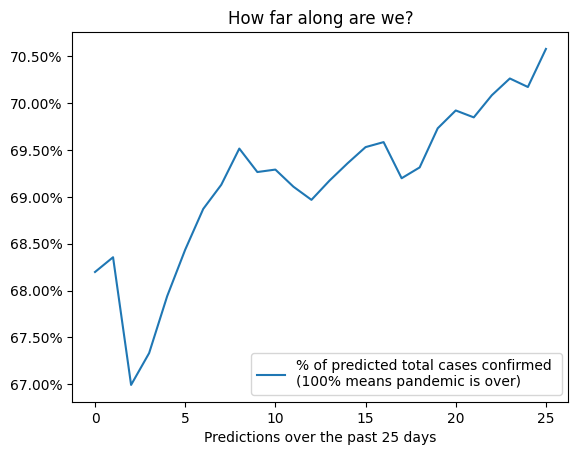 How far along are we?
70.50%
70.00%
69.50%
69.00%
68.50%
68.00%
67.50%
67.00%
% of predicted total cases confirmed
(100% means pandemic is over)
0 5 10 15 20 25
Predictions over the past 25 days